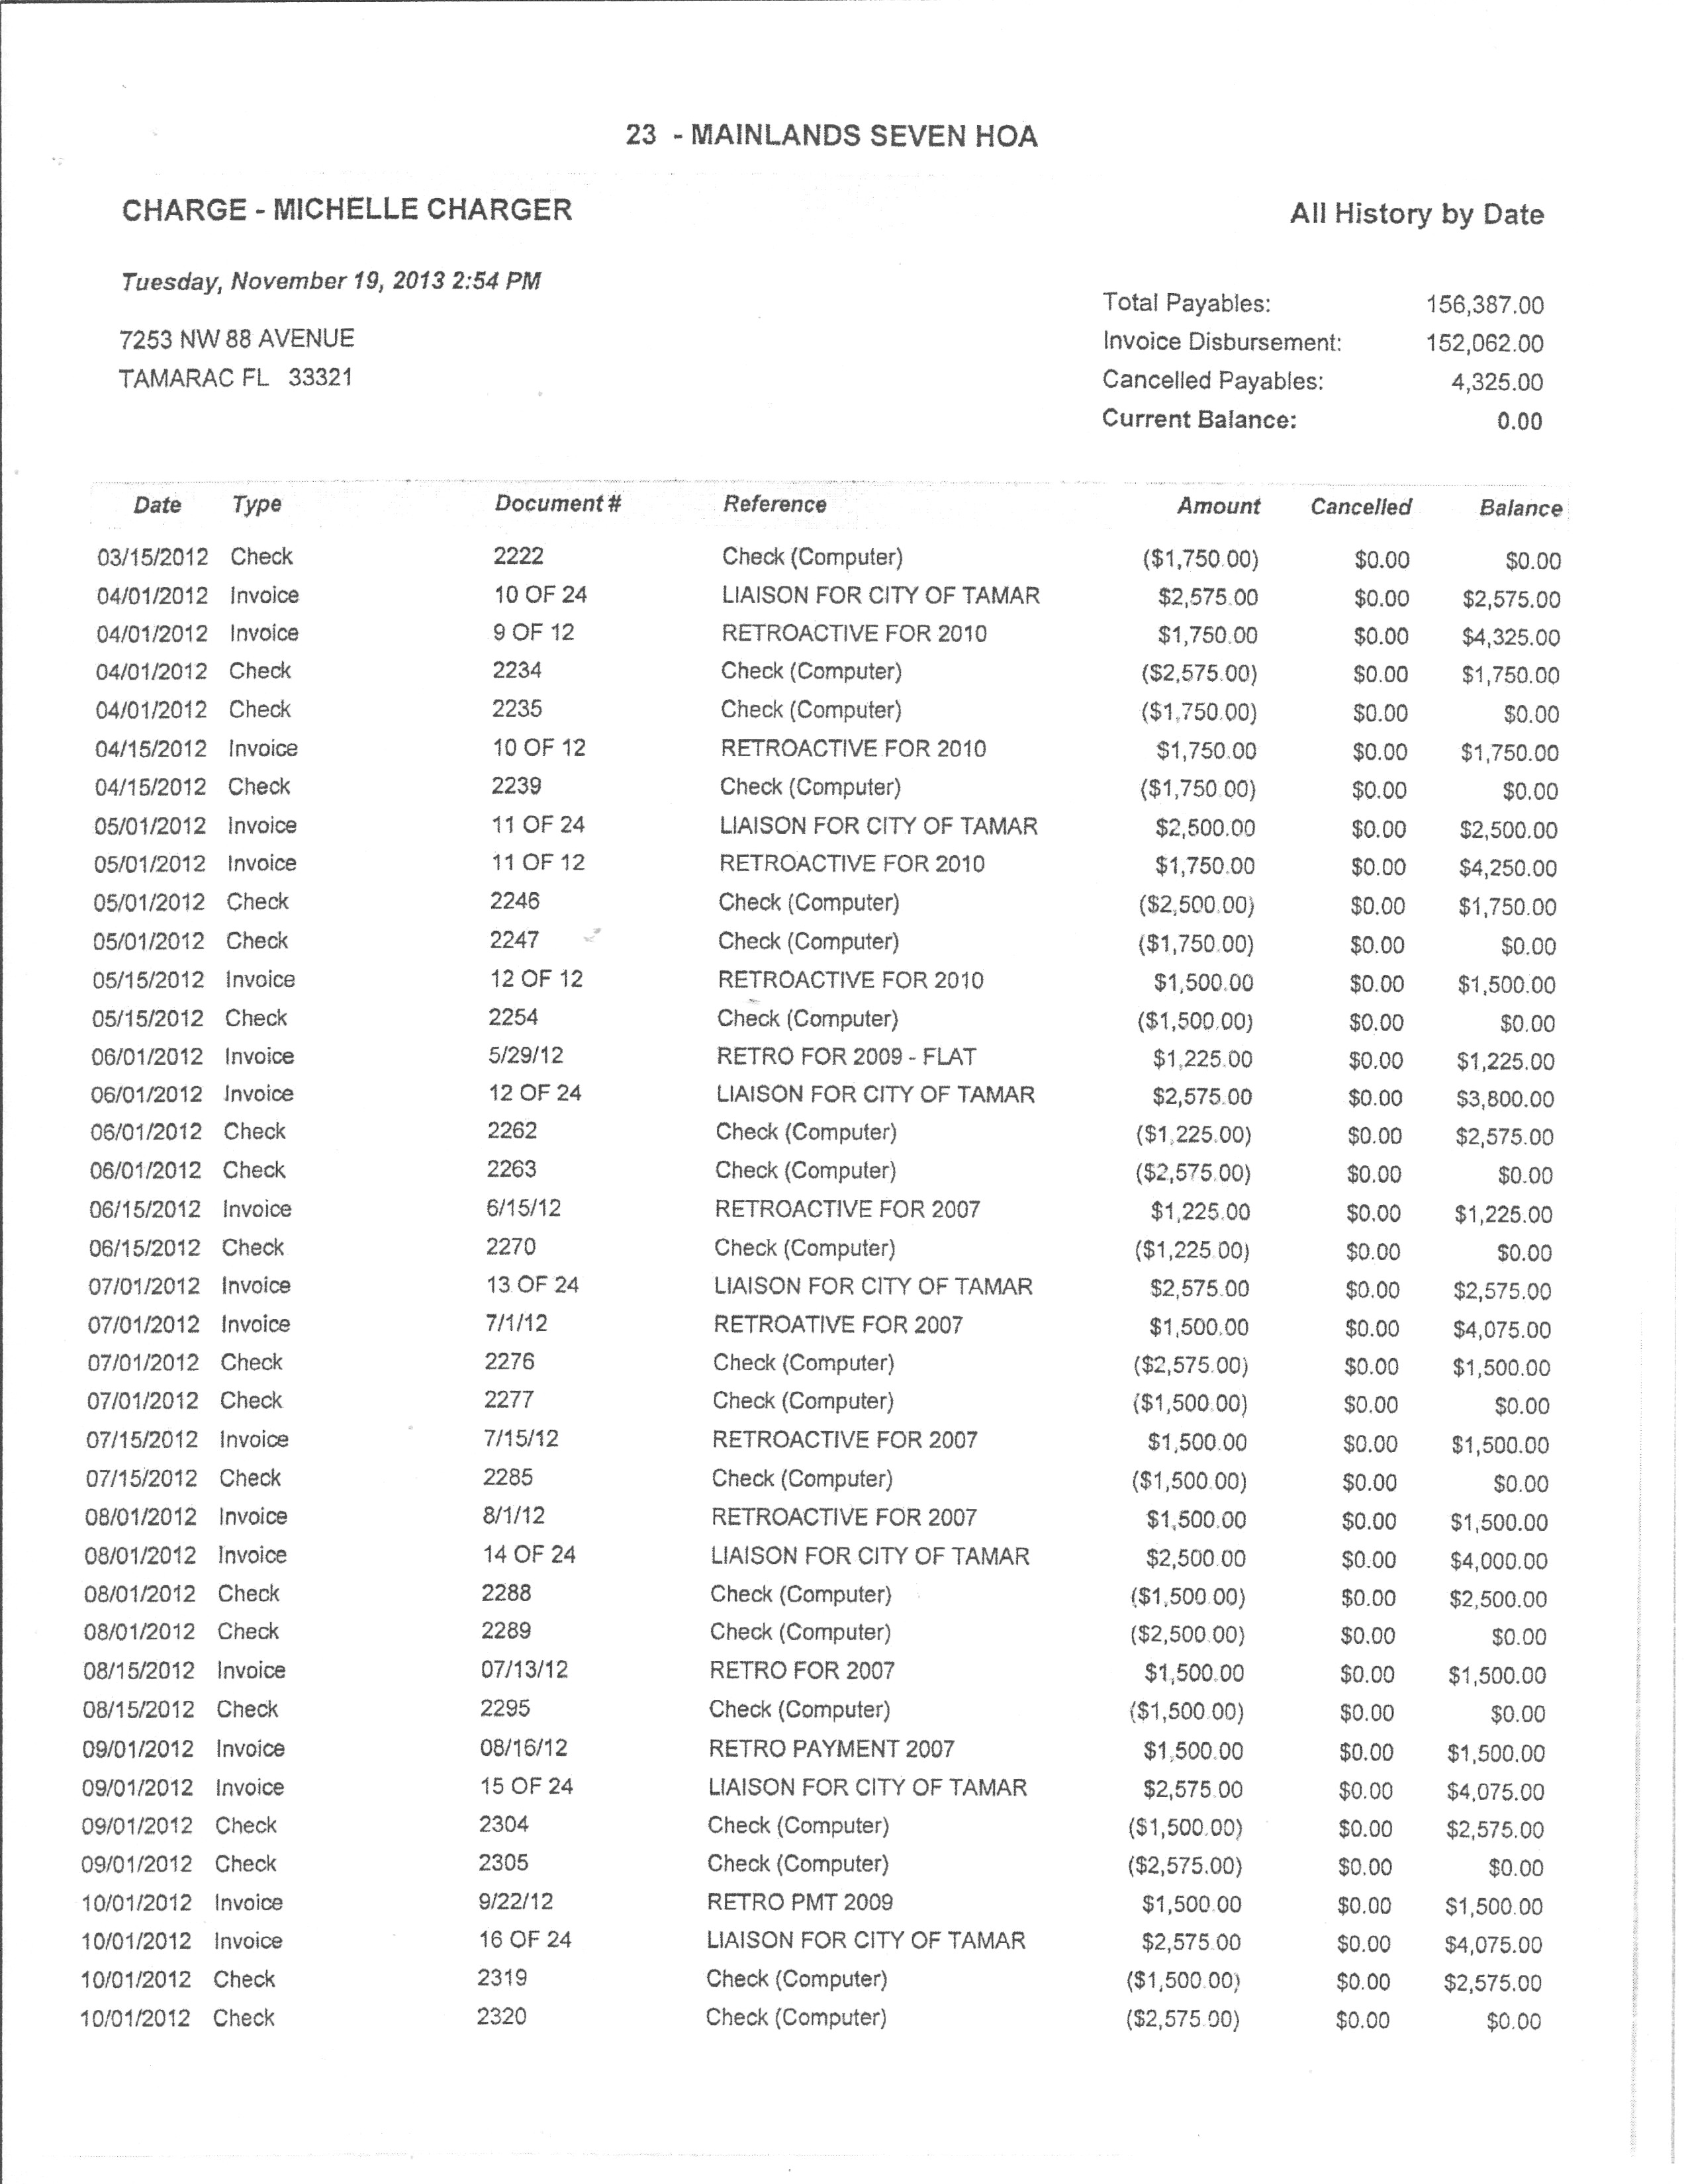 23 - MAINLANDS SEVEN HOA
CHARGE - MICHELLE CHARGER All History by Date
Tuesday, November 19, 2013 2:54 PM
Total Payables: 156,387.00
7253 NW 88 AVENUE Invoice Disbursement: 152,062.00
TAMARAC FL 33321 Cancelled Payables: 4,325.00
Current Balance: 0.00
Date Type Document # Reference Amount Cancelled Balance
03/15/2012 Check 2222 Check (Computer) ($1,750.00) $0.00 $0.00
04/01/2012 Invoice 10 OF 24 LIAISON FOR CITY OF TAMAR $2,575.00 $0.00 $2,575.00
04/01/2012 Invoice 9 OF 12 RETROACTIVE FOR 2010 $1,750.00 $0.00 $4,325.00
04/01/2012 Check 2234 Check (Computer) ($2,575.00) $0.00 $1,750.00
04/01/2012 Check 2235 Check (Computer) ($1,750.00) $0.00 $0.00
04/15/2012 Invoice 10 OF 12 RETROACTIVE FOR 2010 $1,750.00 $0.00 $1,750.00
04/15/2012 Check 2239 Check (Computer) ($1,750.00) $0.00 $0.00
05/01/2012 Invoice 11 OF 24 LIAISON FOR CITY OF TAMAR $2,500.00 $0.00 $2,500.00
05/01/2012 Invoice 11 OF 12 RETROACTIVE FOR 2010 $1,750.00 $0.00 $4,250.00
05/01/2012 Check 2246 Check (Computer) ($2,500.00) $0.00 $1,750.00
05/01/2012 Check 2247 Check (Computer) ($1,750.00) $0.00 $0.00
05/15/2012 Invoice 12 OF 12 RETROACTIVE FOR 2010 $1,500.00 $0.00 $1,500.00
05/15/2012 Check 2254 Check (Computer) ($1,500.00) $0.00 $0.00
06/01/2012 Invoice 5/29/12 RETRO FOR 2009 - FLAT $1,225.00 $0.00 $1,225.00
06/01/2012 Invoice 12 OF 24 LIAISON FOR CITY OF TAMAR $2,575.00 $0.00 $3,800.00
06/01/2012 Check 2262 Check (Computer) ($1,225.00) $0.00 $2,575.00
06/01/2012 Check 2263 Check (Computer) ($2,575.00) $0.00 $0.00
06/15/2012 Invoice 6/15/12 RETROACTIVE FOR 2007 $1,225.00 $0.00 $1,225.00
06/15/2012 Check 2270 Check (Computer) ($1,225.00) $0.00 $0.00
07/01/2012 Invoice 13 OF 24 LIAISON FOR CITY OF TAMAR $2,575.00 $0.00 $2,575.00
07/01/2012 Invoice 7/1/12 RETROATIVE FOR 2007 $1,500.00 $0.00 $4,075.00
07/01/2012 Check 2276 Check (Computer) ($2,575.00) $0.00 $1,500.00
07/01/2012 Check 2277 Check (Computer) ($1,500.00) $0.00 $0.00
07/15/2012 Invoice 7/15/12 RETROACTIVE FOR 2007 $1,500.00 $0.00 $1,500.00
07/15/2012 Check 2285 Check (Computer) ($1,500.00) $0.00 $0.00
08/01/2012 Invoice 8/1/12 RETROACTIVE FOR 2007 $1,500.00 $0.00 $1,500.00
08/01/2012 Invoice 14 OF 24 LIAISON FOR CITY OF TAMAR $2,500.00 $0.00 $4,000.00
08/01/2012 Check 2288 Check (Computer) ($1,500.00) $0.00 $2,500.00
08/01/2012 Check 2289 Check (Computer) ($2,500.00) $0.00 $0.00
08/15/2012 Invoice 07/13/12 RETRO FOR 2007 $1,500.00 $0.00 $1,500.00
08/15/2012 Check 2295 Check (Computer) ($1,500.00) $0.00 $0.00
09/01/2012 Invoice 08/16/12 RETRO PAYMENT 2007 $1,500.00 $0.00 $1,500.00
09/01/2012 Invoice 15 OF 24 LIAISON FOR CITY OF TAMAR $2,575.00 $0.00 $4,075.00
09/01/2012 Check 2304 Check (Computer) ($1,500.00) $0.00 $2,575.00
09/01/2012 Check 2305 Check (Computer) ($2,575.00) $0.00 $0.00
10/01/2012 Invoice 9/22/12 RETRO PMT 2009 $1,500.00 $0.00 $1,500.00
10/01/2012 Invoice 16 OF 24 LIAISON FOR CITY OF TAMAR $2,575.00 $0.00 $4,075.00
10/01/2012 Check 2319 Check (Computer) ($1,500.00) $0.00 $2,575.00
10/01/2012 Check 2320 Check (Computer) ($2,575.00) $0.00 $0.00